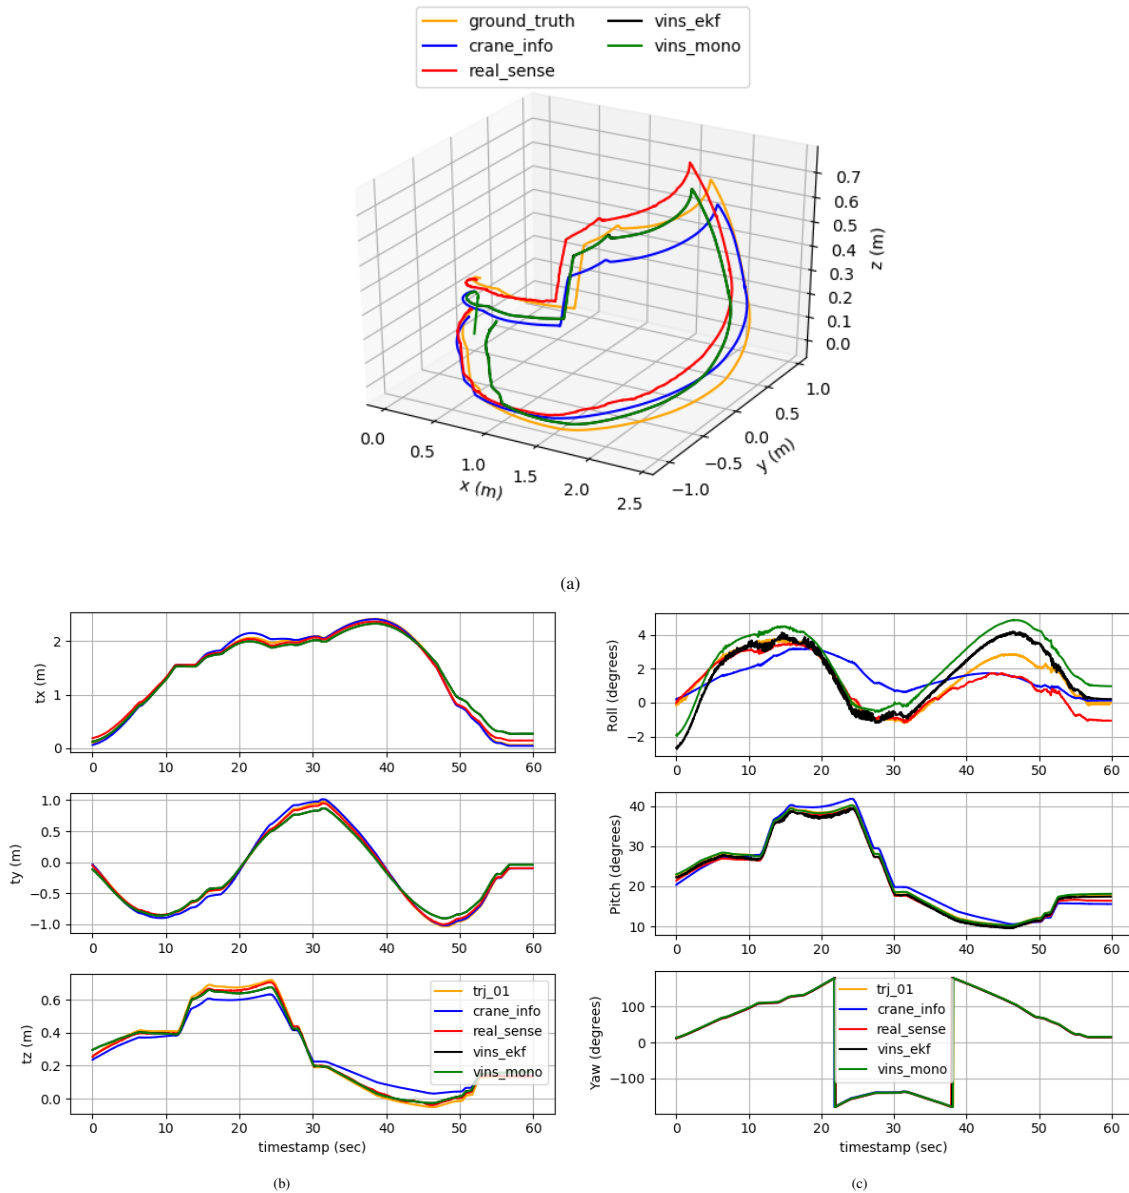 ground_truth
crane_info
real_sense
vins_ekf
vins_mono
0.7
0.6
0.5
0.4
0.3
0.2
0.1
0.0
z (m)
1.0
0.5
0.0
−0.5
−1.0
y (m)
0.0
0.5
1.0
1.5
2.0
2.5
x (m)
(a)
2
1
0
tx (m)
0 10 20 30 40 50 60
1.0
0.5
0.0
−0.5
−1.0
ty (m)
0 10 20 30 40 50 60
0.6
0.4
0.2
0.0
tz (m)
trj_01
crane_info
real_sense
vins_ekf
vins_mono
0 10 20 30 40 50 60
timestamp (sec)
(b)
4
2
0
−2
Roll (degrees)
0 10 20 30 40 50 60
40
30
20
10
Pitch (degrees)
0 10 20 30 40 50 60
100
0
−100
Yaw (degrees)
trj_01
crane_info
real_sense
vins_ekf
vins_mono
0 10 20 30 40 50 60
timestamp (sec)
(c)